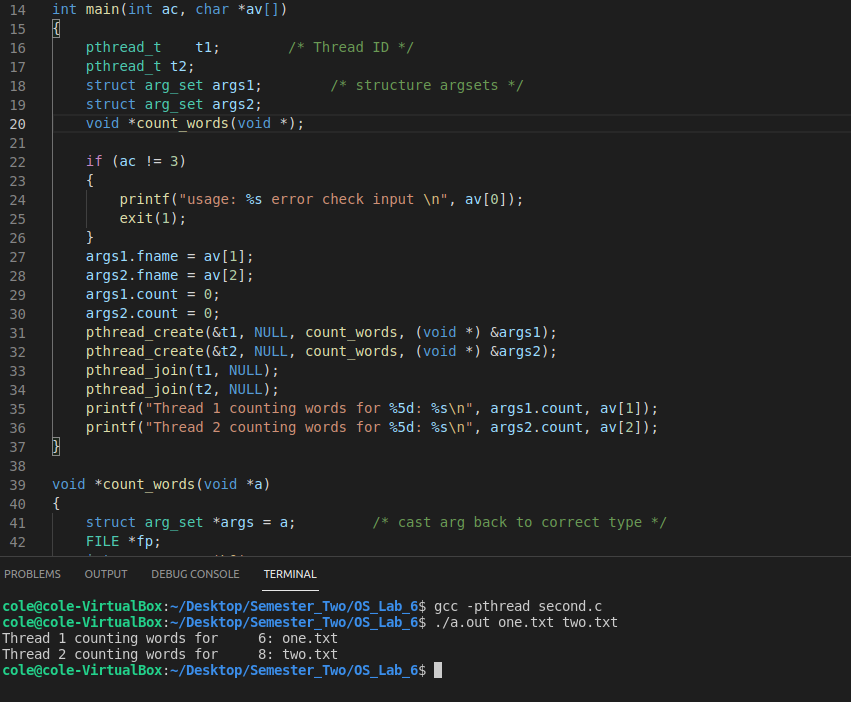 14 int main(int ac, char *av[])
15 {
16     pthread_t    t1;        /* Thread ID */
17     pthread_t t2;
18     struct arg_set args1;        /* structure argsets */
19     struct arg_set args2;
20     void *count_words(void *);
21
22     if (ac != 3)
23     {
24         printf("usage: %s error check input \n", av[0]);
25         exit(1);
26     }
27     args1.fname = av[1];
28     args2.fname = av[2];
29     args1.count = 0;
30     args2.count = 0;
31     pthread_create(&t1, NULL, count_words, (void *) &args1);
32     pthread_create(&t2, NULL, count_words, (void *) &args2);
33     pthread_join(t1, NULL);
34     pthread_join(t2, NULL);
35     printf("Thread 1 counting words for %5d: %s\n", args1.count, av[1]);
36     printf("Thread 2 counting words for %5d: %s\n", args2.count, av[2]);
37 }
38
39 void *count_words(void *a)
40 {
41     struct arg_set *args = a;         /* cast arg back to correct type */
42     FILE *fp;
PROBLEMS OUTPUT DEBUG CONSOLE TERMINAL
cole@cole-VirtualBox:~/Desktop/Semester_Two/OS_Lab_6$ gcc -pthread second.c
cole@cole-VirtualBox:~/Desktop/Semester_Two/OS_Lab_6$ ./a.out one.txt two.txt
Thread 1 counting words for     6: one.txt
Thread 2 counting words for     8: two.txt
cole@cole-VirtualBox:~/Desktop/Semester_Two/OS_Lab_6$